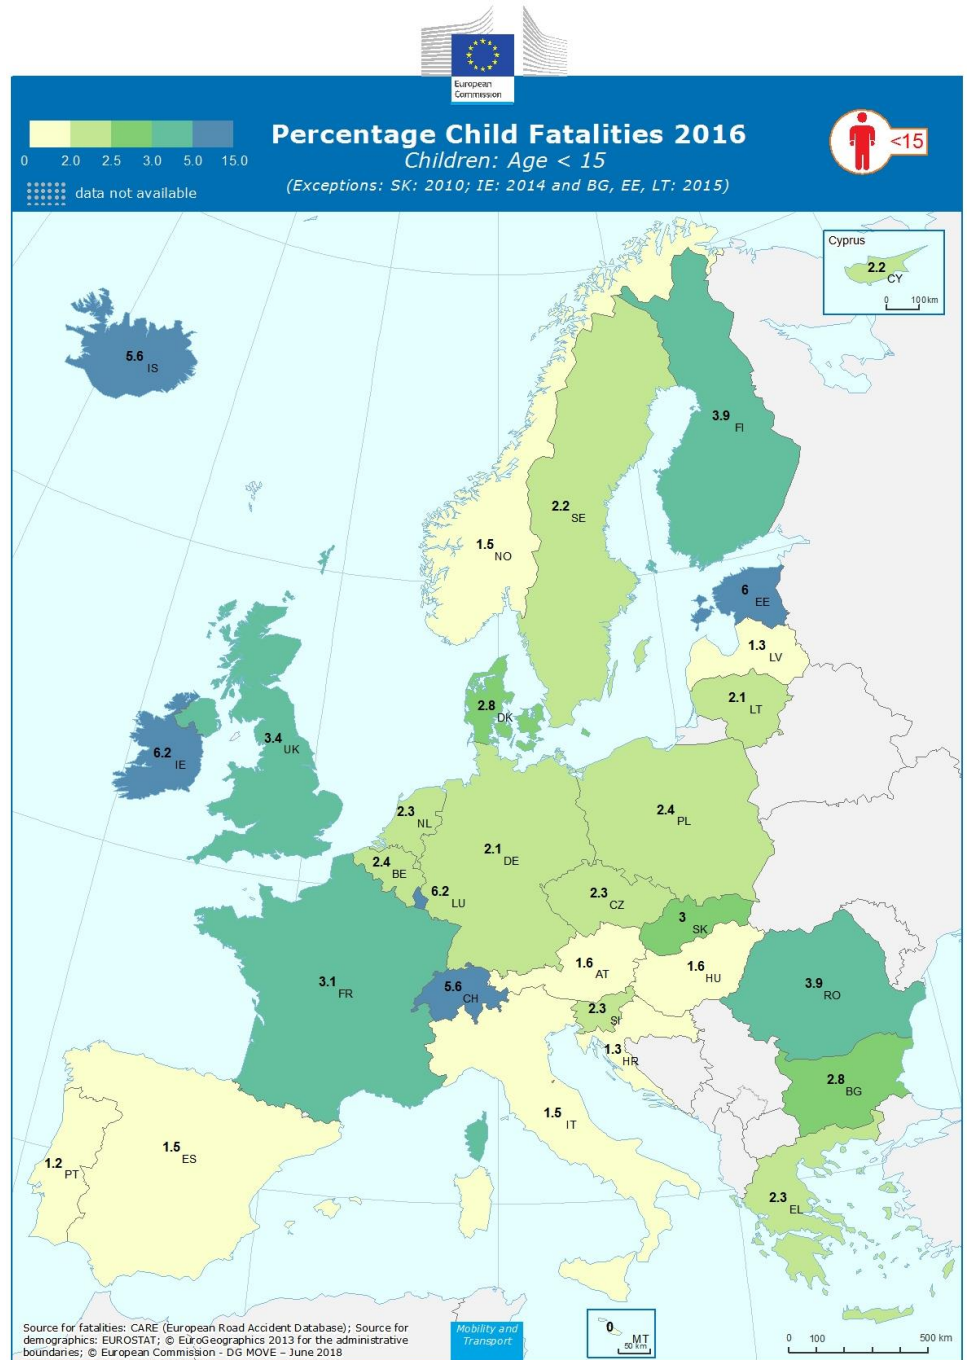 European
Commission
Percentage Child Fatalities 2016
Children: Age < 15
(Exceptions: SK: 2010; IE: 2014 and BG, EE, LT: 2015)
0 2.0 2.5 3.0 5.0 15.0
data not available
<15
Cyprus
2.2 CY
0 100 km
5.6 IS
3.9 FI
2.2 SE
1.5 NO
6 EE
1.3 LV
2.1 LT
2.8 DK
6.2 IE
3.4 UK
2.3 NL
2.4 PL
2.1 DE
2.4 BE
6.2 LU
2.3 CZ
3 SK
1.6 AT
1.6 HU
3.1 FR
5.6 CH
3.9 RO
2.3 SI
1.3 HR
2.8 BG
1.5 IT
1.5 ES
1.2 PT
2.3 EL
0 MT
50 km
0 100 500 km
Source for fatalities: CARE (European Road Accident Database); Source for
demographics: EUROSTAT; © EuroGeographics 2013 for the administrative
boundaries; © European Commission - DG MOVE – June 2018
Mobility and
Transport